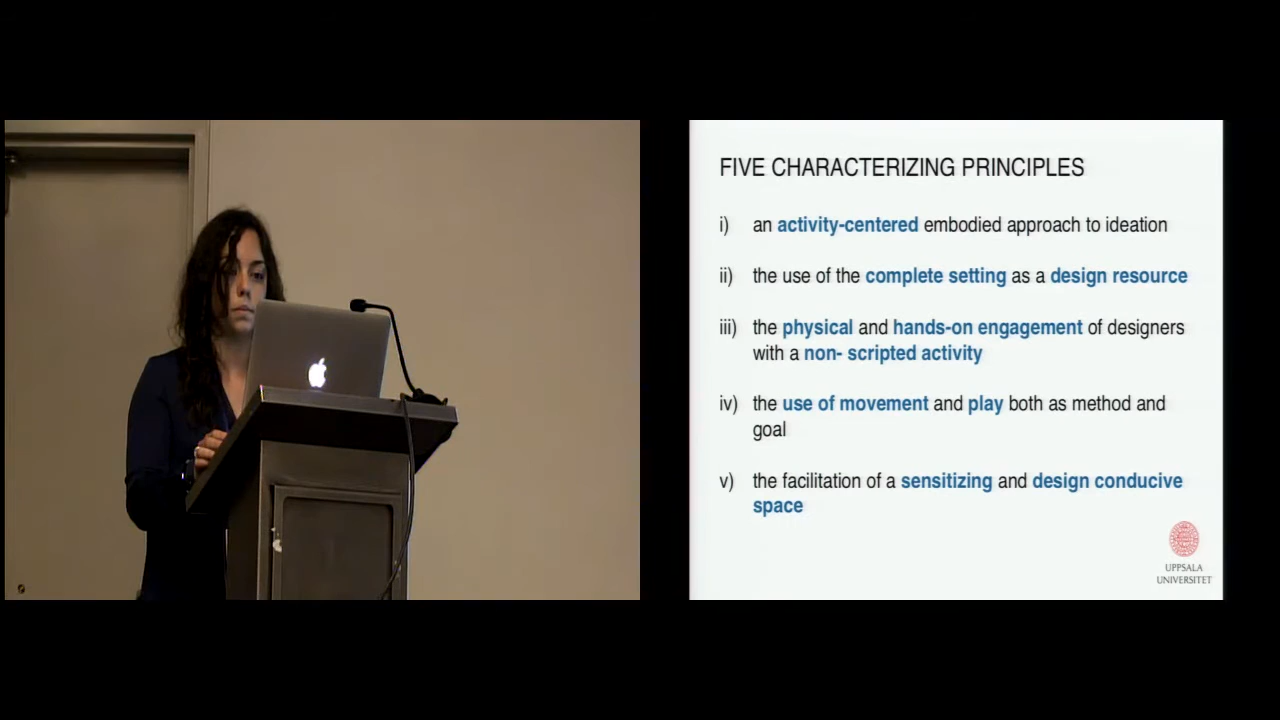 FIVE CHARACTERIZING PRINCIPLES
i) an activity-centered embodied approach to ideation
ii) the use of the complete setting as a design resource
iii) the physical and hands-on engagement of designers
with a non- scripted activity
iv) the use of movement and play both as method and
goal
v) the facilitation of a sensitizing and design conducive
space
UPPSALA
UNIVERSITET